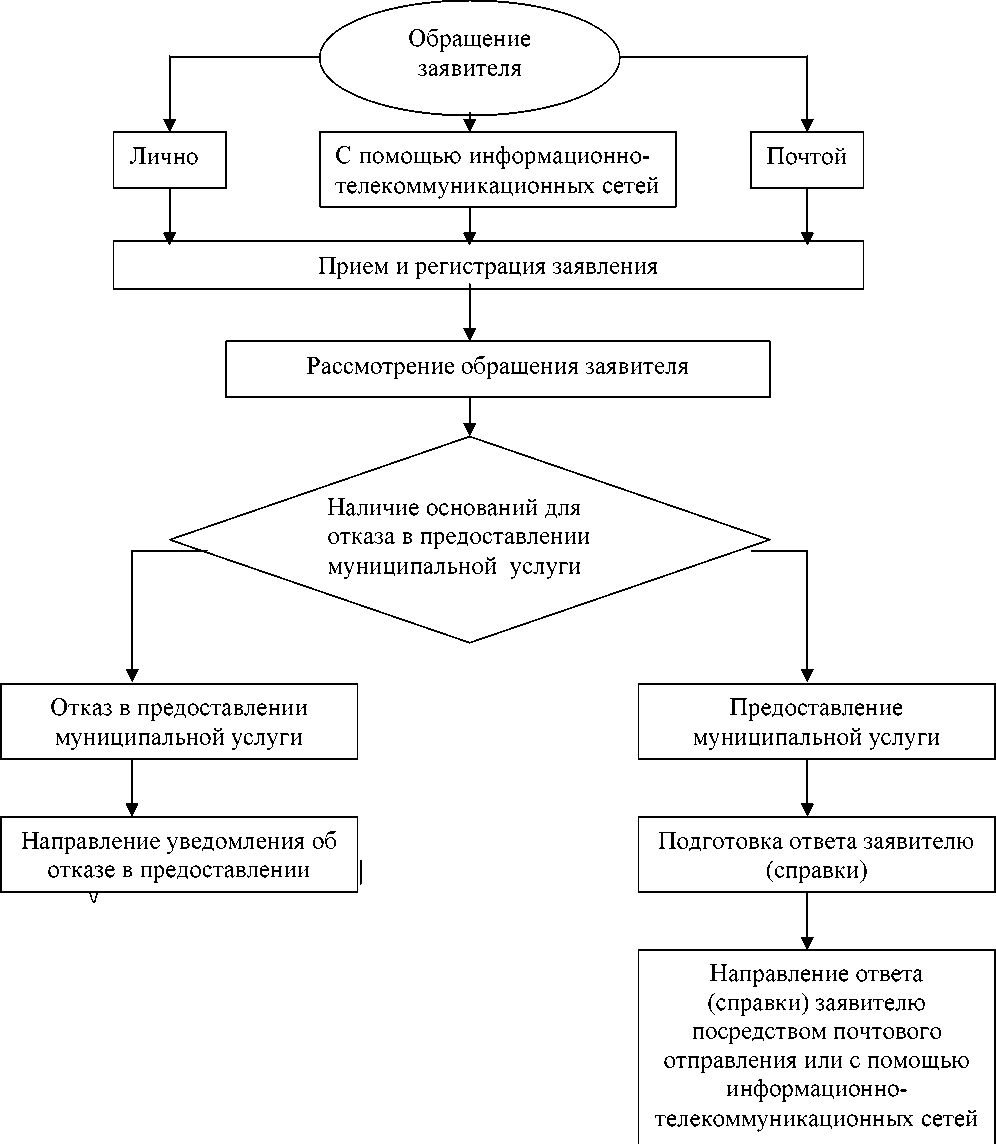 Обращение
заявителя
Лично
С помощью информационно-
телекоммуникационных сетей
Почтой
Прием и регистрация заявления
Рассмотрение обращения заявителя
Наличие оснований для
отказа в предоставлении
муниципальной услуги
Отказ в предоставлении
муниципальной услуги
Предоставление
муниципальной услуги
Направление уведомления об
отказе в предоставлении
Подготовка ответа заявителю
(справки)
Направление ответа
(справки) заявителю
посредством почтового
отправления или с помощью
информационно-
телекоммуникационных сетей